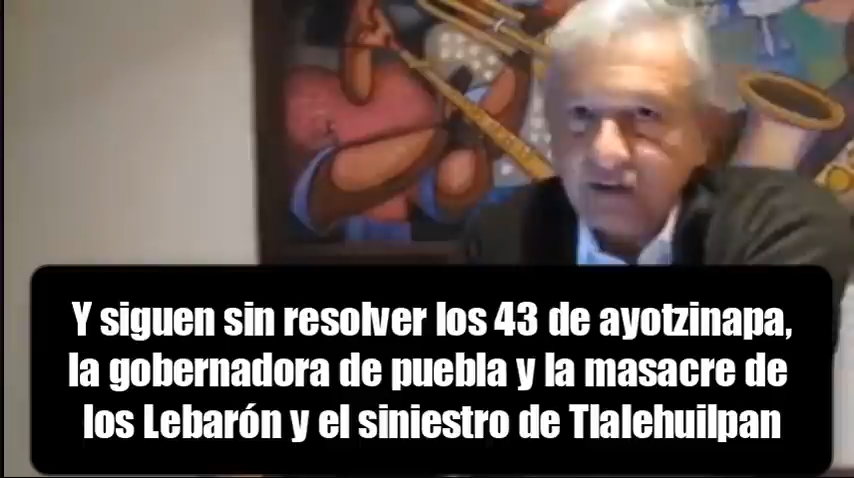 Y siguen sin resolver los 43 de ayotzinapa,
la gobernadora de puebla y la masacre de
los Lebarón y el siniestro de Tlalehuilpan